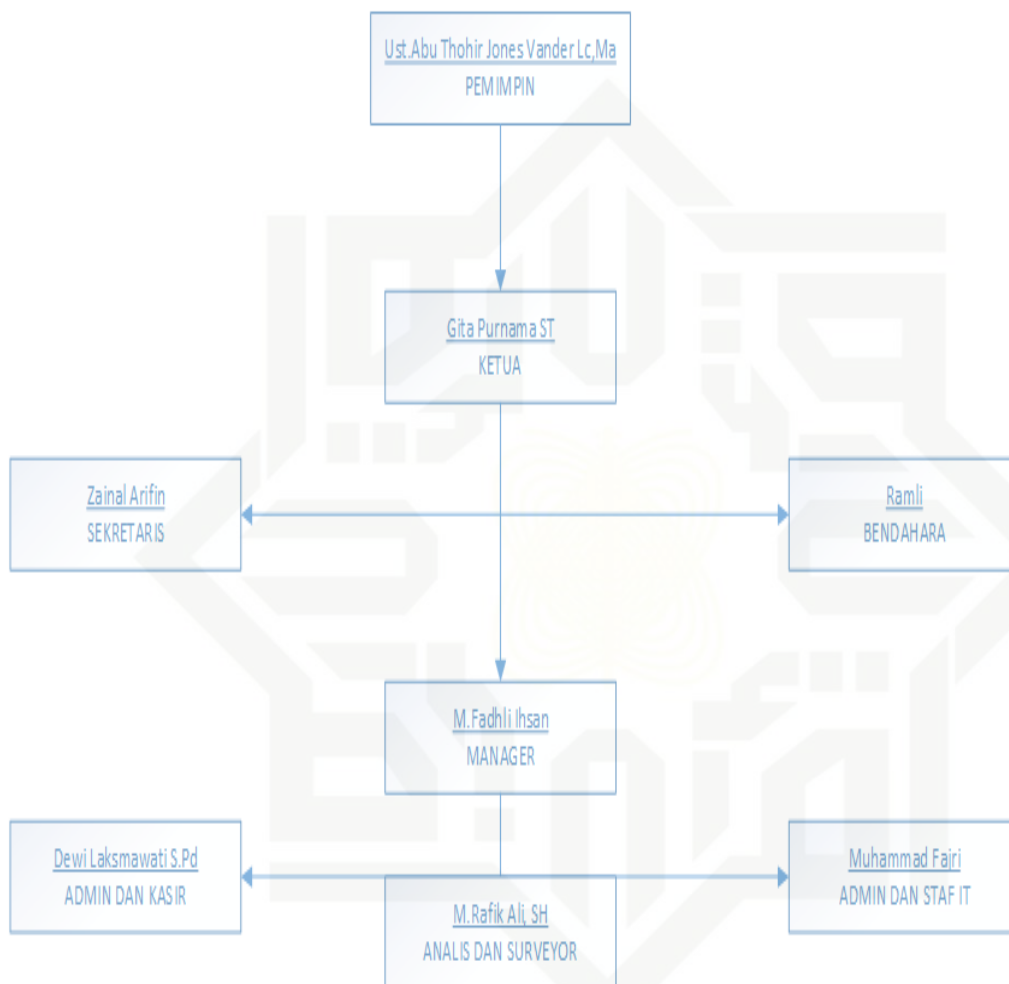 Ust.Abu Thohir Jones Vander Lc,Ma
PEMIMPIN
Gita Purnama ST
KETUA
Zainal Arifin
SEKRETARIS
Ramli
BENDAHARA
M.Fadhli Ihsan
MANAGER
Dewi Laksmawati S.Pd
ADMIN DAN KASIR
Muhammad Fajri
ADMIN DAN STAF IT
M.Rafik Ali, SH
ANALIS DAN SURVEYOR